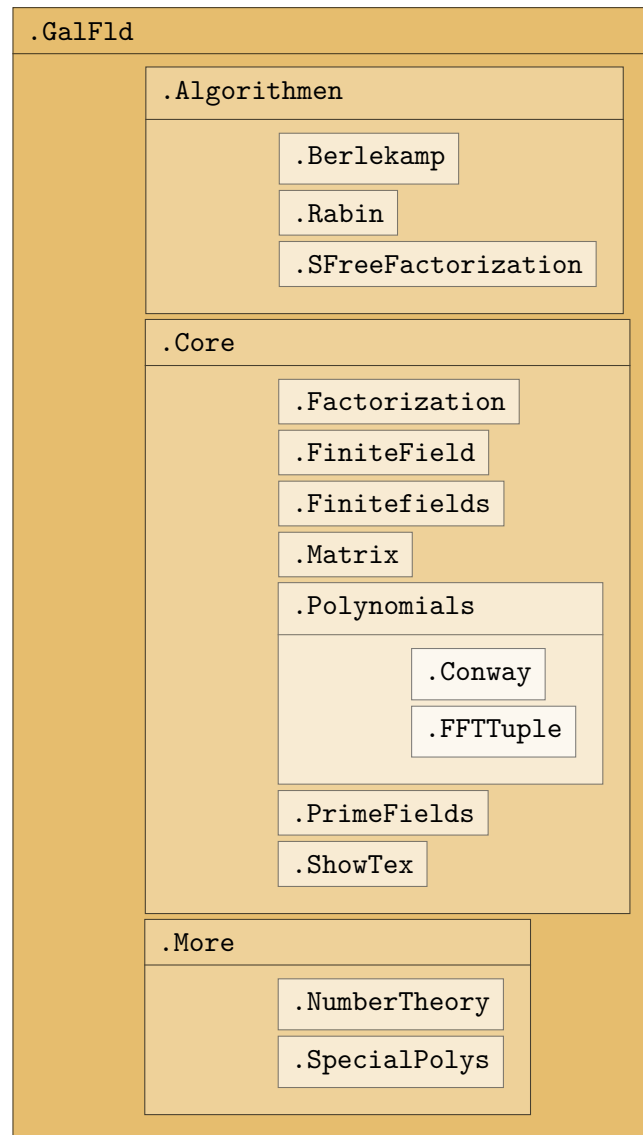 .GalFld
.Algorithmen
.Berlekamp
.Rabin
.SFreeFactorization
.Core
.Factorization
.FiniteField
.Finitefields
.Matrix
.Polynomials
.Conway
.FFTTuple
.PrimeFields
.ShowTex
.More
.NumberTheory
.SpecialPolys